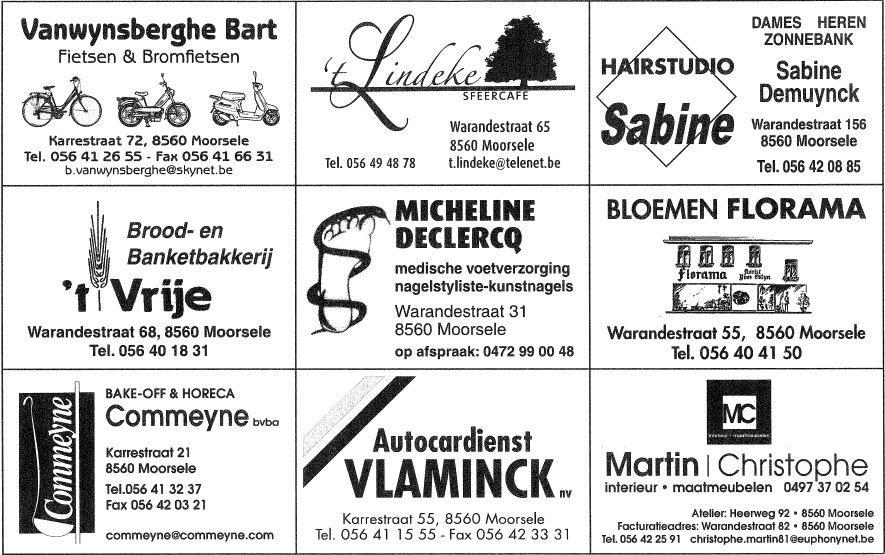 Vanwynsberghe Bart
Fietsen & Bromfietsen
Karrestraat 72, 8560 Moorsele
Tel. 056 41 26 55 - Fax 056 41 66 31
b.vanwynsberghe@skynet.be
't Lindeke
SFEERCAFÉ
Warandestraat 65
8560 Moorsele
Tel. 056 49 48 78 t.lindeke@telenet.be
DAMES HEREN
ZONNEBANK
HAIRSTUDIO
Sabine
Sabine
Demuynck
Warandestraat 156
8560 Moorsele
Tel. 056 42 08 85
Brood- en
Banketbakkerij
't Vrije
Warandestraat 68, 8560 Moorsele
Tel. 056 40 18 31
MICHELINE
DECLERCQ
medische voetverzorging
nagelstyliste-kunstnagels
Warandestraat 31
8560 Moorsele
op afspraak: 0472 99 00 48
BLOEMEN FLORAMA
Florama
Warandestraat 55, 8560 Moorsele
Tel. 056 40 41 50
Commeyne
BAKE-OFF & HORECA
Commeyne bvba
Karrestraat 21
8560 Moorsele
Tel.056 41 32 37
Fax 056 42 03 21
commeyne@commeyne.com
Autocardienst
VLAMINCK nv
Karrestraat 55, 8560 Moorsele
Tel. 056 41 15 55 - Fax 056 42 33 31
MC
interieur • maatmeubelen
Martin | Christophe
interieur • maatmeubelen 0497 37 02 54
Atelier: Heerweg 92 • 8560 Moorsele
Facturatieadres: Warandestraat 82 • 8560 Moorsele
Tel. 056 42 25 91 christophe.martin81@euphonynet.be